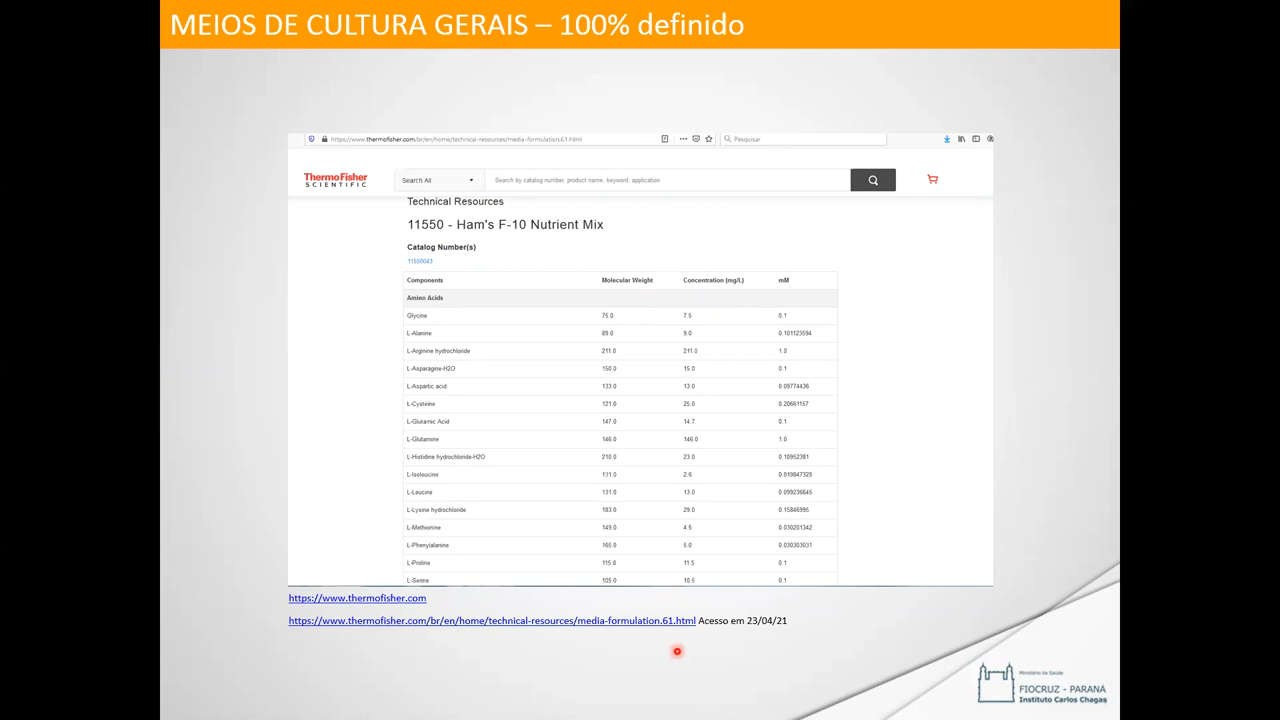 MEIOS DE CULTURA GERAIS – 100% definido
https://www.thermofisher.com/br/en/home/technical-resources/media-formulation.61.html
Pesquisar
ThermoFisher
SCIENTIFIC
Search All
Search by catalog number, product name, keyword, application
Technical Resources
11550 - Ham's F-10 Nutrient Mix
Catalog Number(s)
11550043
Components Molecular Weight Concentration (mg/L) mM
Amino Acids
Glycine 75.0 7.5 0.1
L-Alanine 89.0 9.0 0.101123594
L-Arginine hydrochloride 211.0 211.0 1.0
L-Asparagine-H2O 150.0 15.0 0.1
L-Aspartic acid 133.0 13.0 0.09774436
L-Cysteine 121.0 25.0 0.20661157
L-Glutamic Acid 147.0 14.7 0.1
L-Glutamine 146.0 146.0 1.0
L-Histidine hydrochloride-H2O 210.0 23.0 0.10952381
L-Isoleucine 131.0 2.6 0.019847328
L-Leucine 131.0 13.0 0.099236645
L-Lysine hydrochloride 183.0 29.0 0.15846995
L-Methionine 149.0 4.5 0.030201342
L-Phenylalanine 165.0 5.0 0.030303031
L-Proline 115.0 11.5 0.1
L-Serine 105.0 10.5 0.1
https://www.thermofisher.com
https://www.thermofisher.com/br/en/home/technical-resources/media-formulation.61.html Acesso em 23/04/21
Ministério da Saúde
FIOCRUZ - PARANÁ
Instituto Carlos Chagas